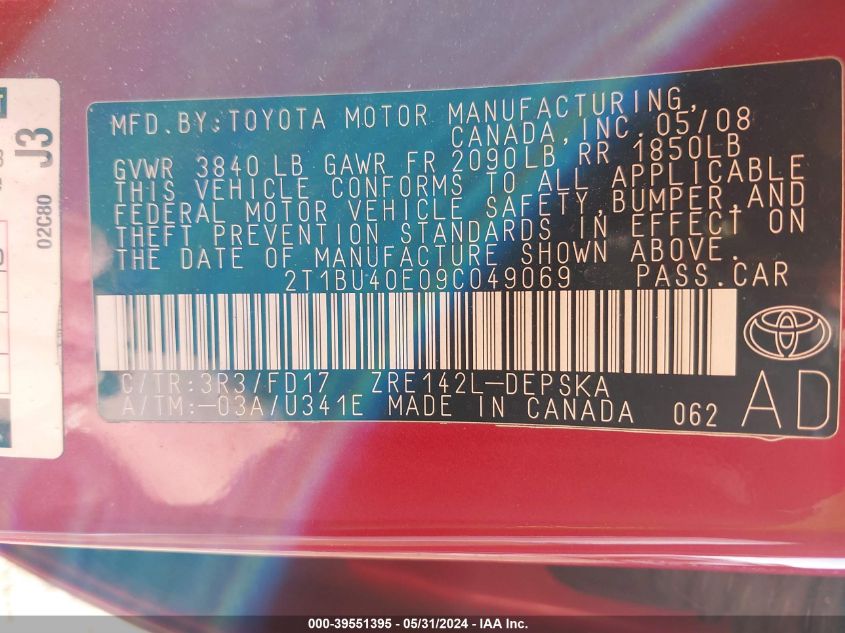 MFD.BY:TOYOTA MOTOR MANUFACTURING,
CANADA,INC.05/08
GVWR 3840 LB GAWR FR 2090LB RR 1850LB
THIS VEHICLE CONFORMS TO ALL APPLICABLE
FEDERAL MOTOR VEHICLE SAFETY,BUMPER,AND
THEFT PREVENTION STANDARDS IN EFFECT ON
THE DATE OF MANUFACTURE SHOWN ABOVE.
2T1BU40E09C049069 PASS.CAR
C/TR:3R3/FD17 ZRE142L-DEPSKA
A/TM:-03A/U341E MADE IN CANADA 062
AD
J3
02C80
000-39551395 - 05/31/2024 - IAA Inc.